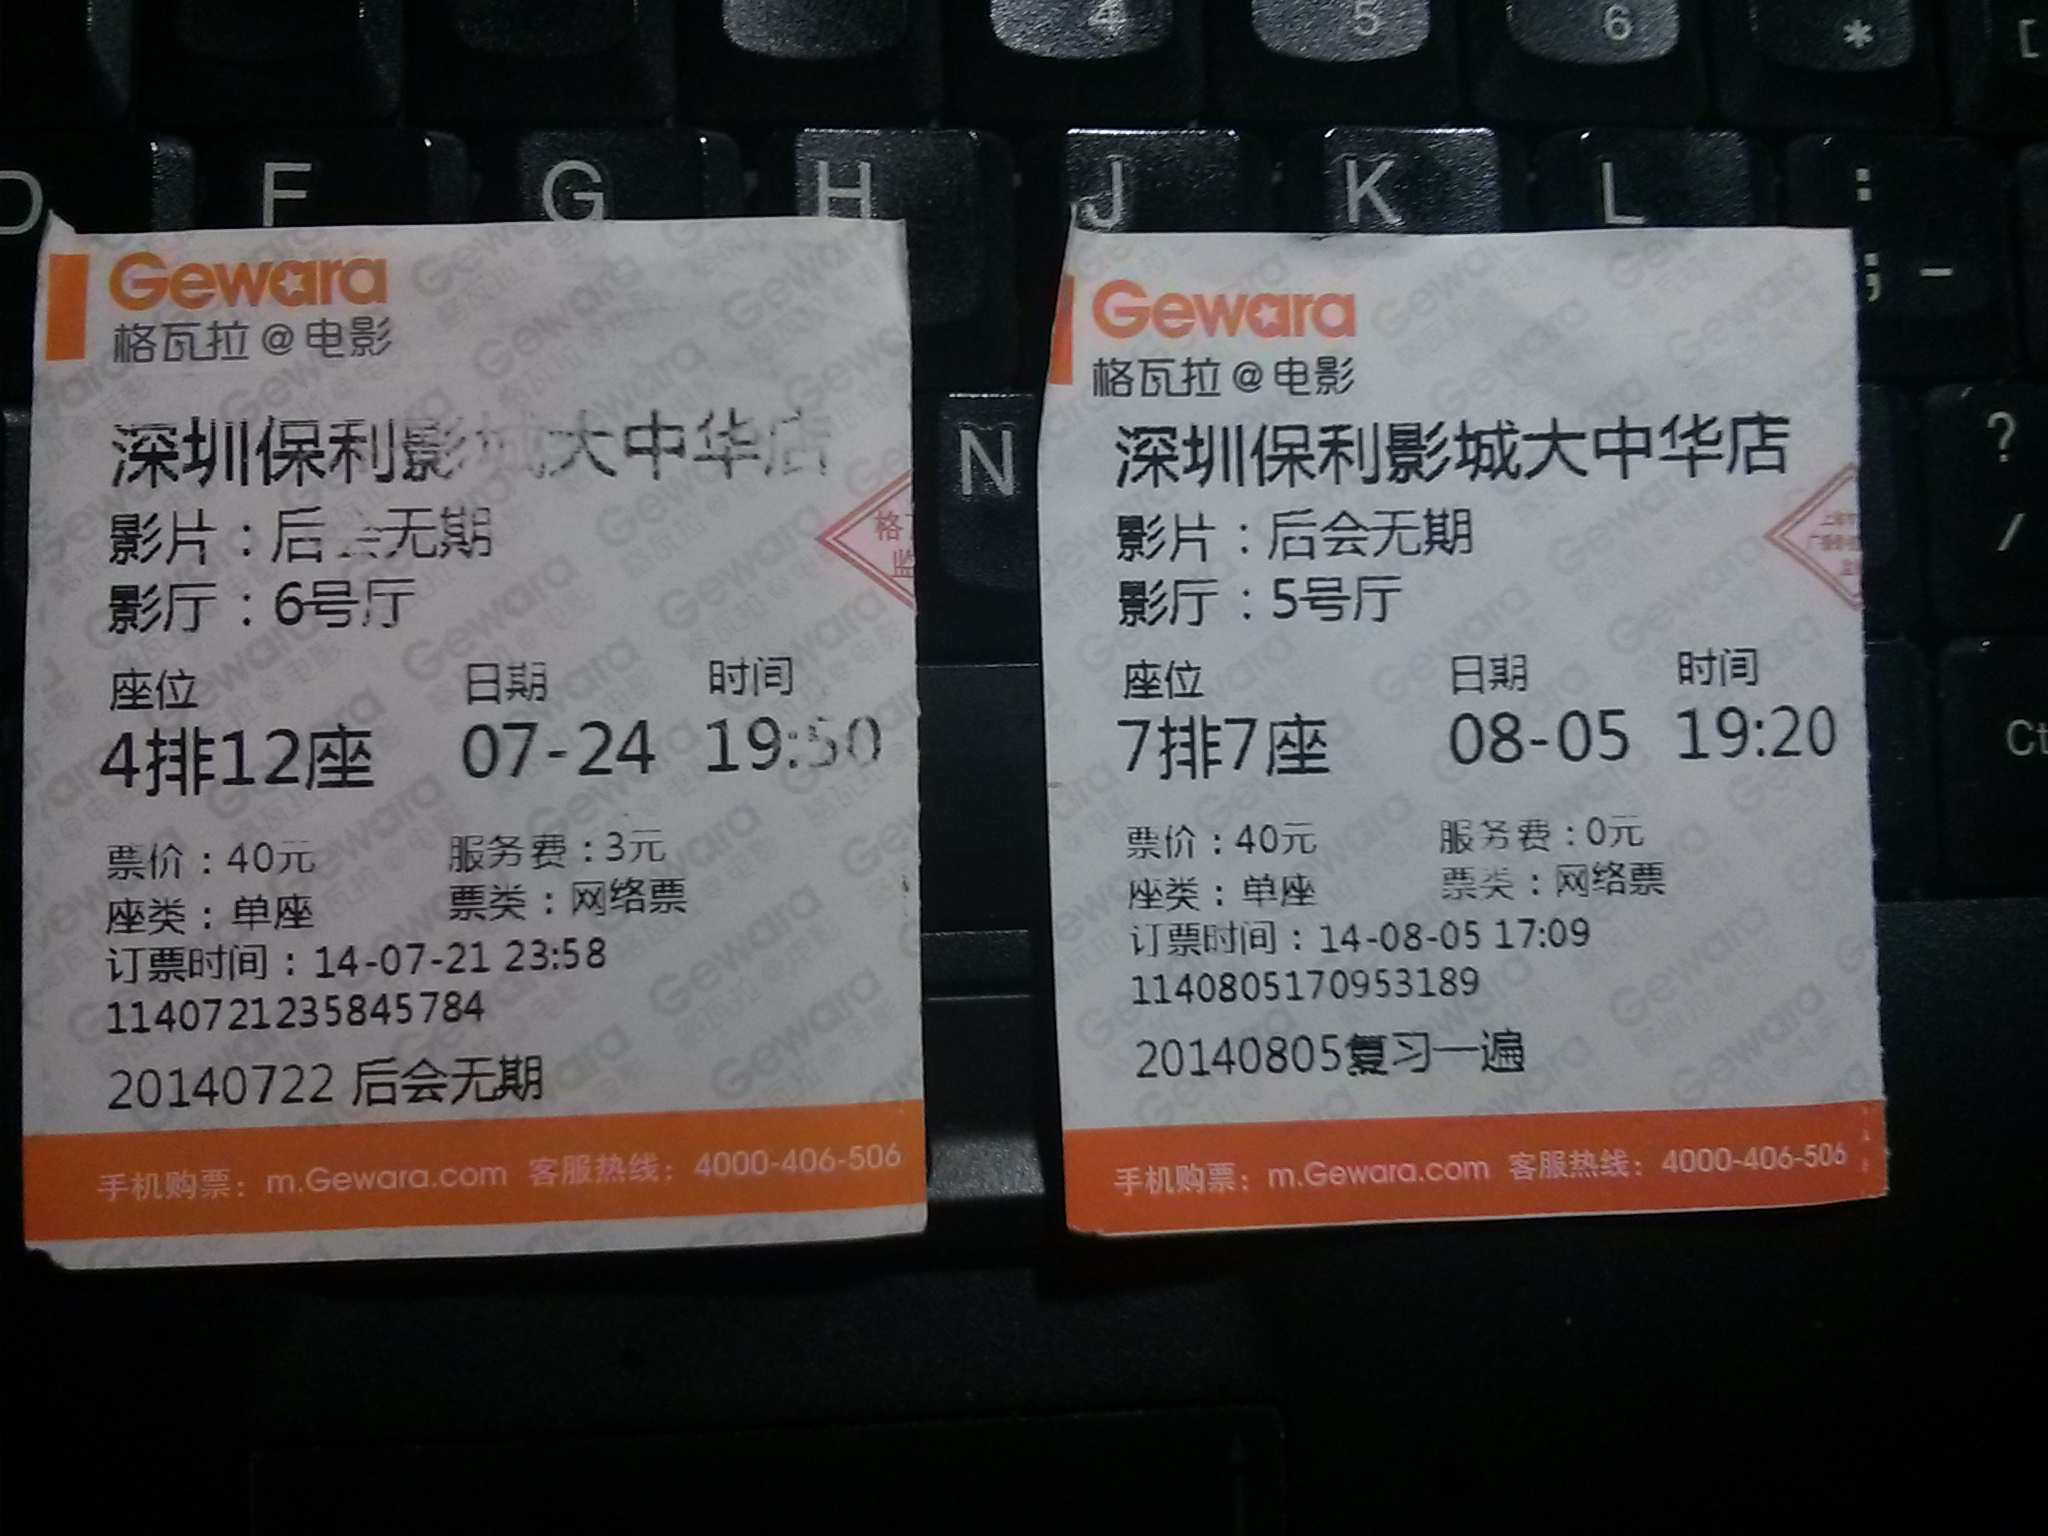 4
5
6
*
[
D
F
G
H
J
K
L
:
; -
N
?
/
Ct
Gewara
格瓦拉@电影
深圳保利影城大中华店
影片：后会无期
影厅：6号厅
座位 日期 时间
4排12座 07-24 19:50
票价：40元 服务费：3元
座类：单座 票类：网络票
订票时间：14-07-21 23:58
1140721235845784
20140722 后会无期
手机购票：m.Gewara.com 客服热线：4000-406-506
Gewara
格瓦拉@电影
深圳保利影城大中华店
影片：后会无期
影厅：5号厅
座位 日期 时间
7排7座 08-05 19:20
票价：40元 服务费：0元
座类：单座 票类：网络票
订票时间：14-08-05 17:09
1140805170953189
20140805复习一遍
手机购票：m.Gewara.com 客服热线：4000-406-506